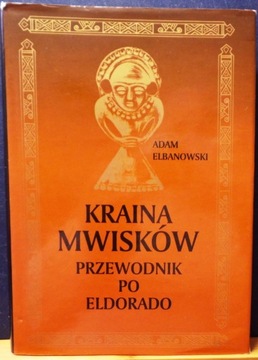 ADAM
ELBANOWSKI
KRAINA
MWISKÓW
PRZEWODNIK
PO
ELDORADO